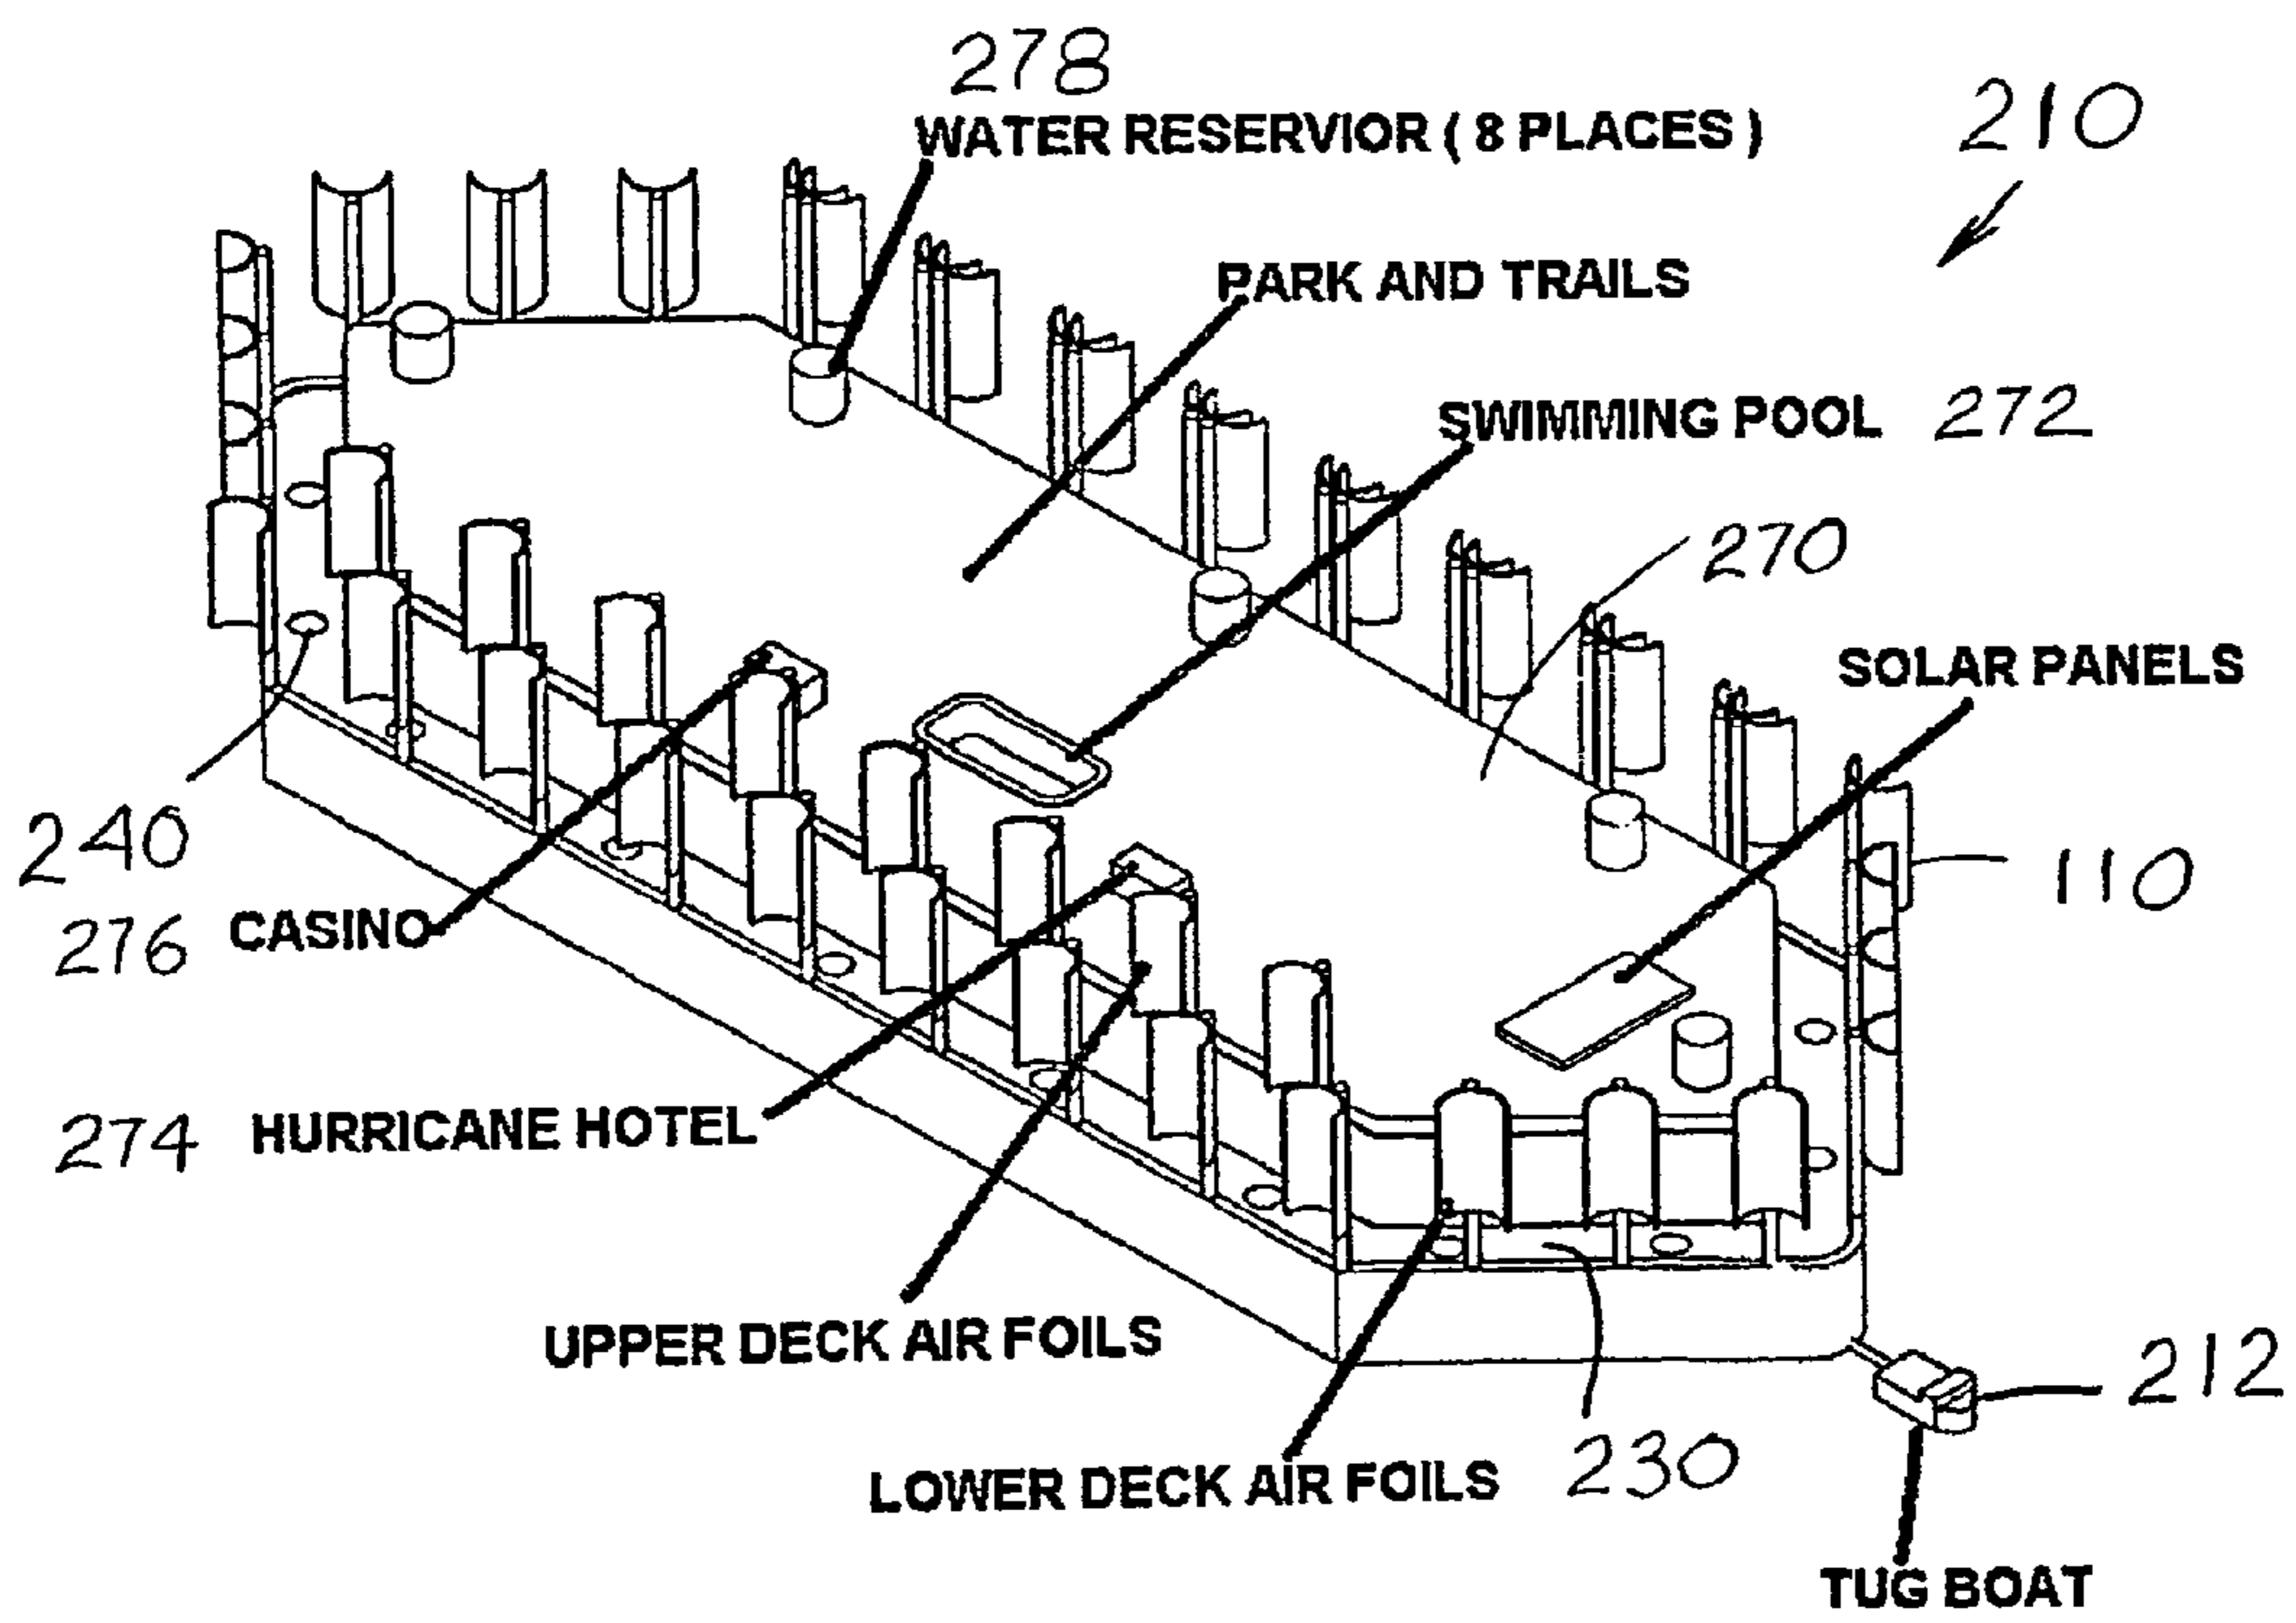 278
WATER RESERVIOR ( 8 PLACES )
210
PARK AND TRAILS
SWIMMING POOL 272
270
SOLAR PANELS
240
110
276 CASINO
274 HURRICANE HOTEL
UPPER DECK AIR FOILS
212
LOWER DECK AIR FOILS 230
TUG BOAT